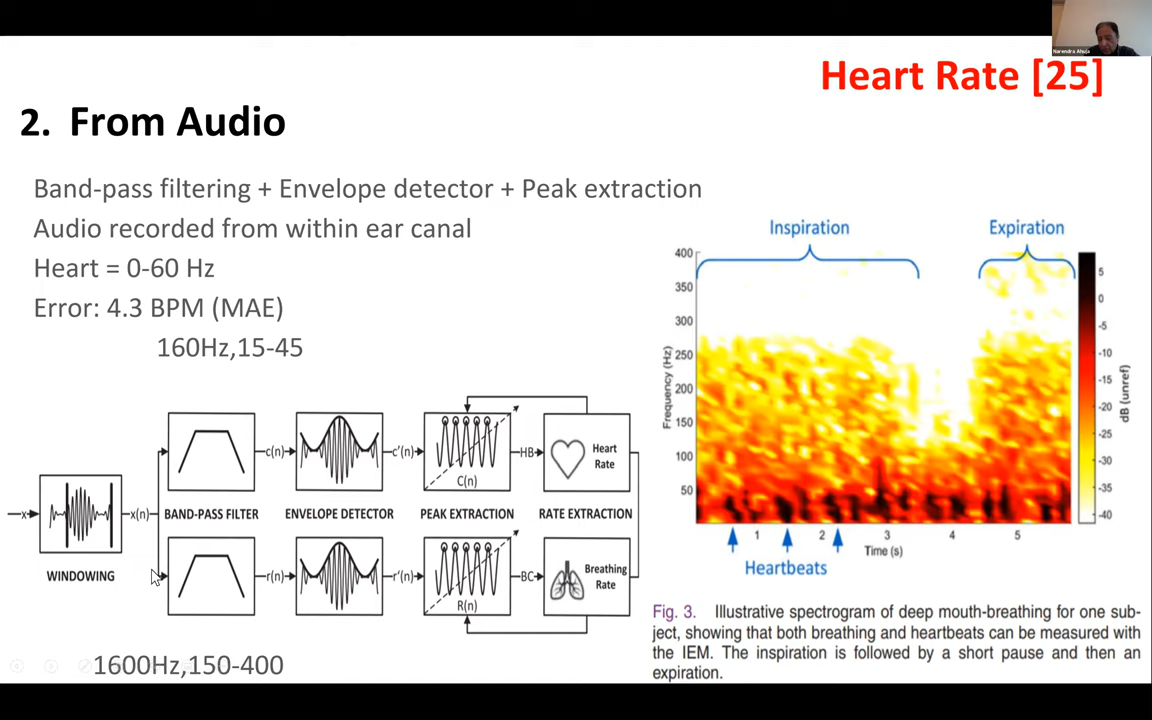 Narendra Ahuja
Heart Rate [25]
2. From Audio
Band-pass filtering + Envelope detector + Peak extraction
Audio recorded from within ear canal
Heart = 0-60 Hz
Error: 4.3 BPM (MAE)
160Hz,15-45
x
WINDOWING
x(n)
BAND-PASS FILTER
c(n)
ENVELOPE DETECTOR
c'(n)
C(n)
PEAK EXTRACTION
HB
Heart
Rate
RATE EXTRACTION
r(n)
r'(n)
R(n)
BC
Breathing
Rate
1600Hz,150-400
Inspiration
Expiration
Frequency (Hz)
400
350
300
250
200
150
100
50
1
2
3
4
5
Time (s)
Heartbeats
5
0
-5
-10
-15
-20
-25
-30
-35
-40
dB (unref)
Fig. 3. Illustrative spectrogram of deep mouth-breathing for one sub-
ject, showing that both breathing and heartbeats can be measured with
the IEM. The inspiration is followed by a short pause and then an
expiration.